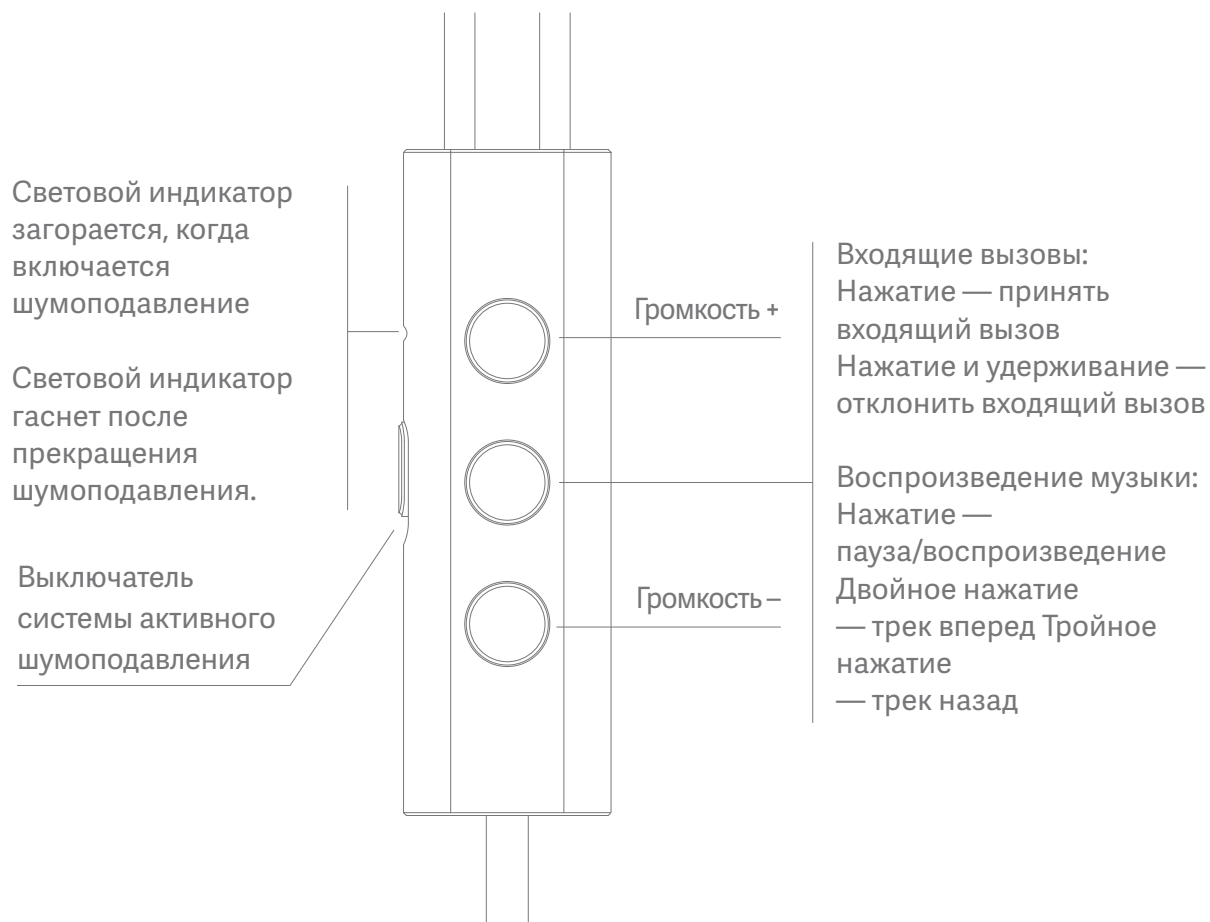 Световой индикатор
загорается, когда
включается
шумоподавление
Световой индикатор
гаснет после
прекращения
шумоподавления.
Выключатель
системы активного
шумоподавления
Громкость +
Громкость –
Входящие вызовы:
Нажатие — принять
входящий вызов
Нажатие и удерживание —
отклонить входящий вызов
Воспроизведение музыки:
Нажатие —
пауза/воспроизведение
Двойное нажатие
— трек вперед Тройное
нажатие
— трек назад